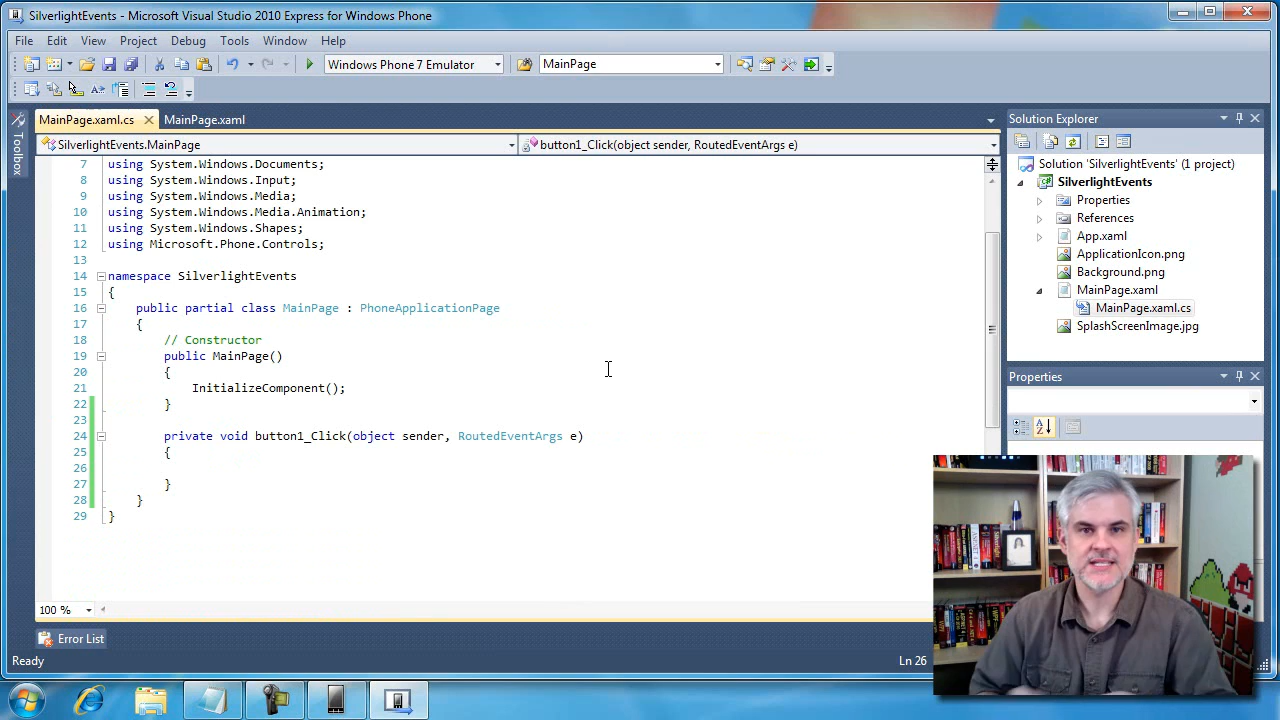 SilverlightEvents - Microsoft Visual Studio 2010 Express for Windows Phone
File Edit View Project Debug Tools Window Help
Windows Phone 7 Emulator MainPage
MainPage.xaml.cs MainPage.xaml
Toolbox
SilverlightEvents.MainPage button1_Click(object sender, RoutedEventArgs e)
7 using System.Windows.Documents;
8 using System.Windows.Input;
9 using System.Windows.Media;
10 using System.Windows.Media.Animation;
11 using System.Windows.Shapes;
12 using Microsoft.Phone.Controls;
13
14 namespace SilverlightEvents
15 {
16 public partial class MainPage : PhoneApplicationPage
17 {
18 // Constructor
19 public MainPage()
20 {
21 InitializeComponent();
22 }
23
24 private void button1_Click(object sender, RoutedEventArgs e)
25 {
26
27 }
28 }
29 }
100 %
Error List
Ready
Ln 26
Solution Explorer
Solution 'SilverlightEvents' (1 project)
SilverlightEvents
Properties
References
App.xaml
ApplicationIcon.png
Background.png
MainPage.xaml
MainPage.xaml.cs
SplashScreenImage.jpg
Properties